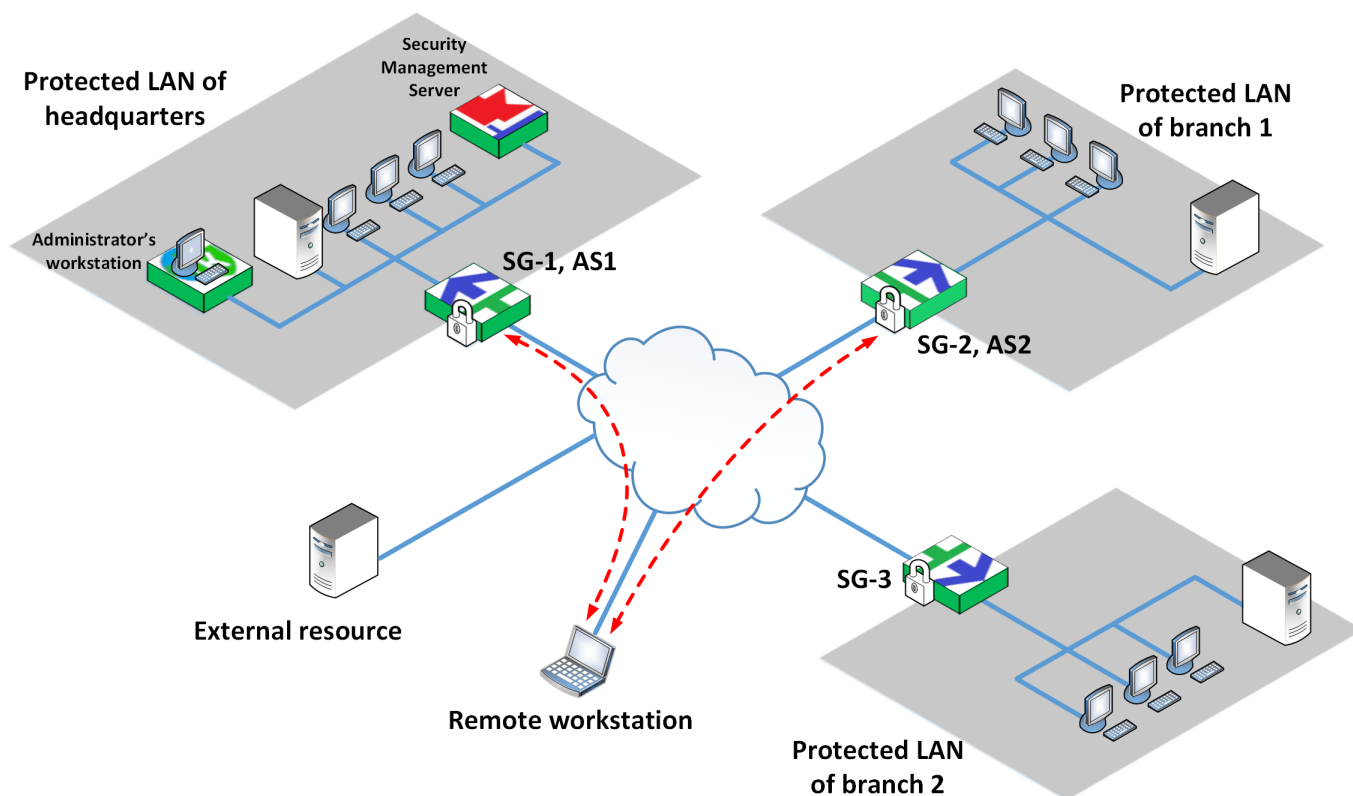 Security
Management
Server
Protected LAN of
headquarters
Protected LAN
of branch 1
Administrator's
workstation
SG-1, AS1
SG-2, AS2
SG-3
External resource
Remote workstation
Protected LAN
of branch 2